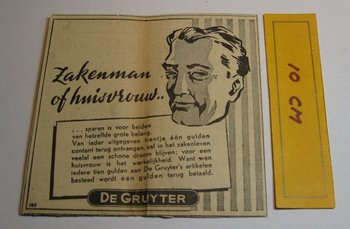 Zakenman
of huisvrouw..
... sparen is voor beiden
van hetzelfde grote belang.
Van ieder uitgegeven tientje één gulden
contant terug ontvangen, zal in het zakenleven
veelal een schone droom blijven; voor een
huisvrouw is het werkelijkheid. Want van
iedere tien gulden aan De Gruyter's artikelen
besteed wordt één gulden terug betaald.
DE GRUYTER
10 CM